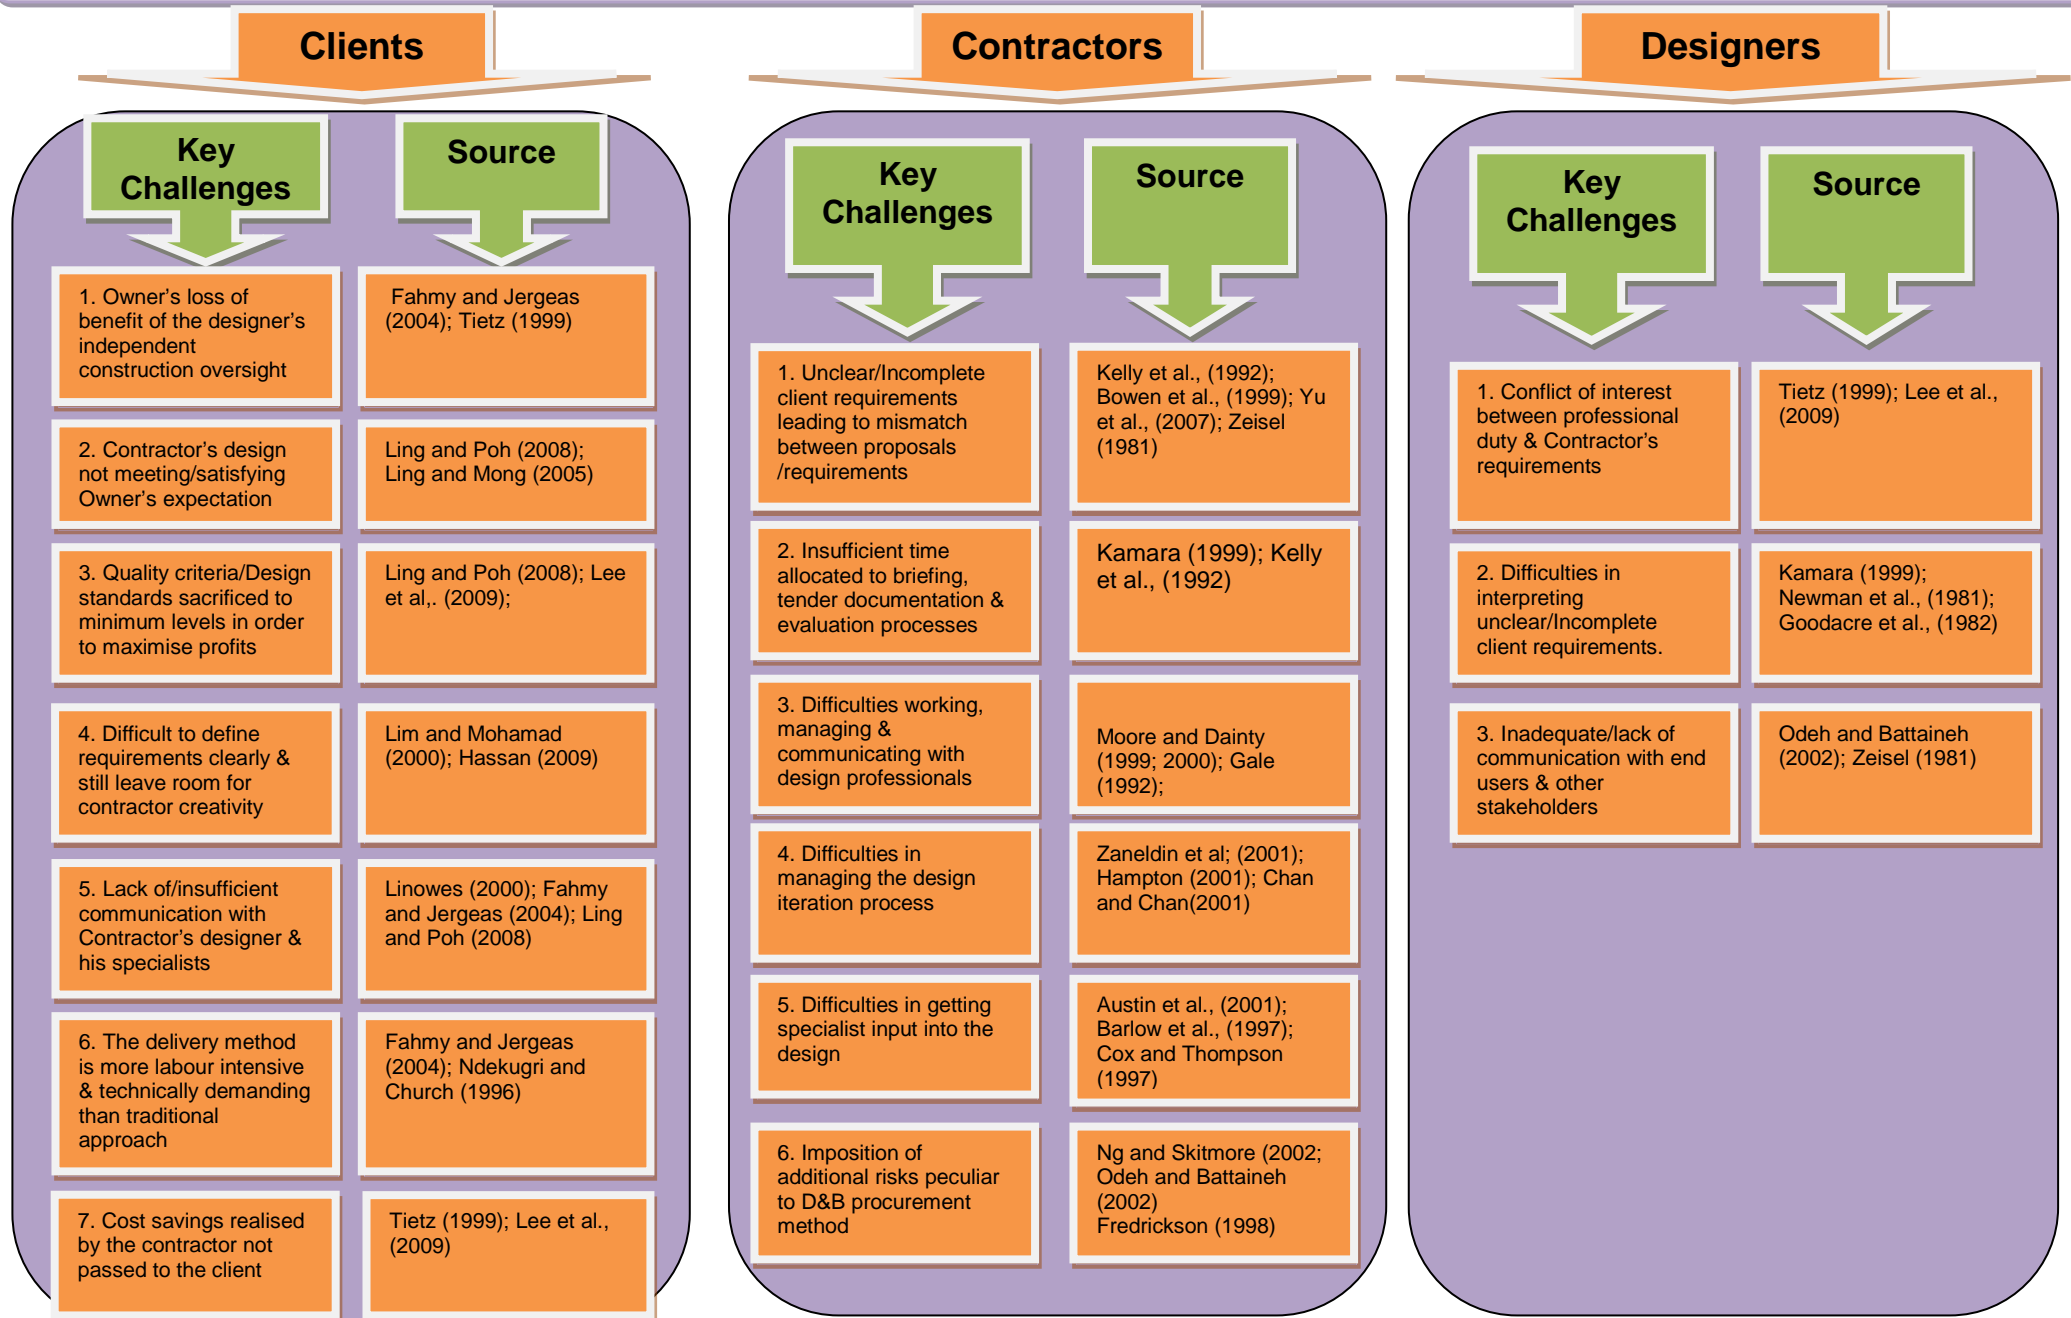 Clients
Key
Challenges
Source
1. Owner's loss of
benefit of the designer's
independent
construction oversight
Fahmy and Jergeas
(2004); Tietz (1999)
2. Contractor's design
not meeting/satisfying
Owner's expectation
Ling and Poh (2008);
Ling and Mong (2005)
3. Quality criteria/Design
standards sacrificed to
minimum levels in order
to maximise profits
Ling and Poh (2008); Lee
et al,. (2009);
4. Difficult to define
requirements clearly &
still leave room for
contractor creativity
Lim and Mohamad
(2000); Hassan (2009)
5. Lack of/insufficient
communication with
Contractor's designer &
his specialists
Linowes (2000); Fahmy
and Jergeas (2004); Ling
and Poh (2008)
6. The delivery method
is more labour intensive
& technically demanding
than traditional
approach
Fahmy and Jergeas
(2004); Ndekugri and
Church (1996)
7. Cost savings realised
by the contractor not
passed to the client
Tietz (1999); Lee et al.,
(2009)
Contractors
Key
Challenges
Source
1. Unclear/Incomplete
client requirements
leading to mismatch
between proposals
/requirements
Kelly et al., (1992);
Bowen et al., (1999); Yu
et al., (2007); Zeisel
(1981)
2. Insufficient time
allocated to briefing,
tender documentation &
evaluation processes
Kamara (1999); Kelly
et al., (1992)
3. Difficulties working,
managing &
communicating with
design professionals
Moore and Dainty
(1999; 2000); Gale
(1992);
4. Difficulties in
managing the design
iteration process
Zaneldin et al; (2001);
Hampton (2001); Chan
and Chan(2001)
5. Difficulties in getting
specialist input into the
design
Austin et al., (2001);
Barlow et al., (1997);
Cox and Thompson
(1997)
6. Imposition of
additional risks peculiar
to D&B procurement
method
Ng and Skitmore (2002;
Odeh and Battaineh
(2002)
Fredrickson (1998)
Designers
Key
Challenges
Source
1. Conflict of interest
between professional
duty & Contractor's
requirements
Tietz (1999); Lee et al.,
(2009)
2. Difficulties in
interpreting
unclear/Incomplete
client requirements.
Kamara (1999);
Newman et al., (1981);
Goodacre et al., (1982)
3. Inadequate/lack of
communication with end
users & other
stakeholders
Odeh and Battaineh
(2002); Zeisel (1981)